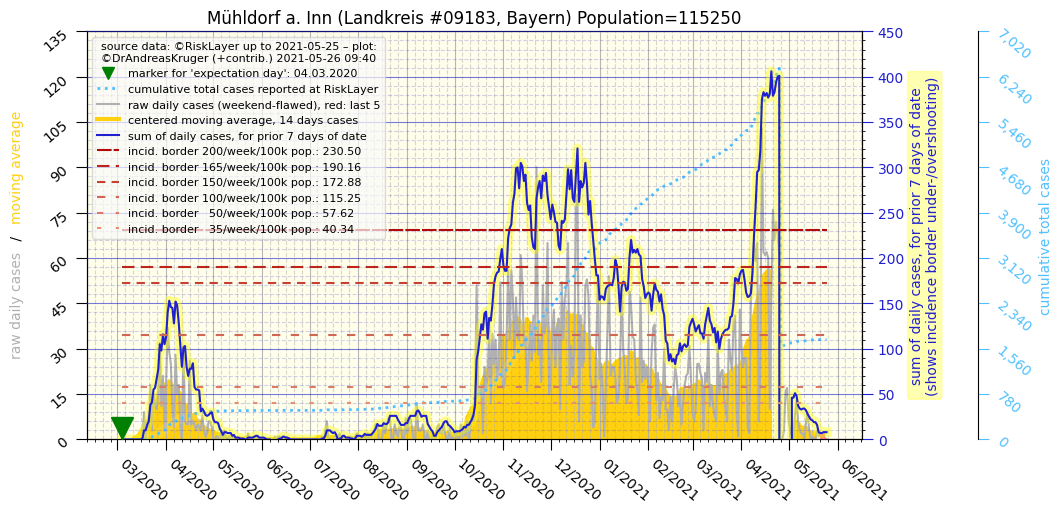 Mühldorf a. Inn (Landkreis #09183, Bayern) Population=115250
source data: ©RiskLayer up to 2021-05-25 – plot:
©DrAndreasKruger (+contrib.) 2021-05-26 09:40
marker for 'expectation day': 04.03.2020
cumulative total cases reported at RiskLayer
raw daily cases (weekend-flawed), red: last 5
centered moving average, 14 days cases
sum of daily cases, for prior 7 days of date
incid. border 200/week/100k pop.: 230.50
incid. border 165/week/100k pop.: 190.16
incid. border 150/week/100k pop.: 172.88
incid. border 100/week/100k pop.: 115.25
incid. border   50/week/100k pop.: 57.62
incid. border   35/week/100k pop.: 40.34
raw daily cases   /   moving average
135
120
105
90
75
60
45
30
15
0
03/2020
04/2020
05/2020
06/2020
07/2020
08/2020
09/2020
10/2020
11/2020
12/2020
01/2021
02/2021
03/2021
04/2021
05/2021
06/2021
450
400
350
300
250
200
150
100
50
0
sum of daily cases, for prior 7 days of date
(shows incidence border under-/overshooting)
7,020
6,240
5,460
4,680
3,900
3,120
2,340
1,560
780
0
cumulative total cases